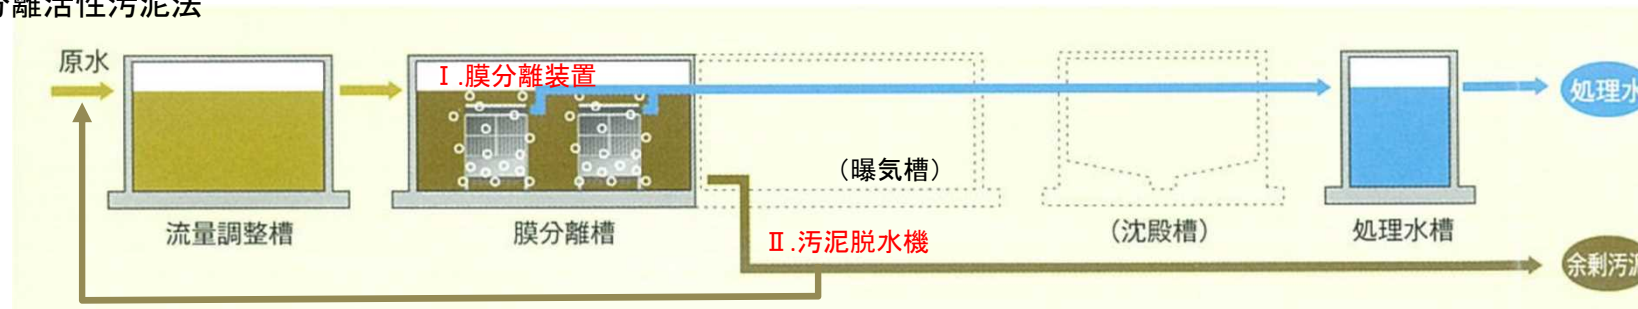 分離活性汚泥法
原水
Ⅰ.膜分離装置
処理水
（曝気槽）
流量調整槽
膜分離槽
Ⅱ.汚泥脱水機
（沈殿槽）
処理水槽
余剰汚泥